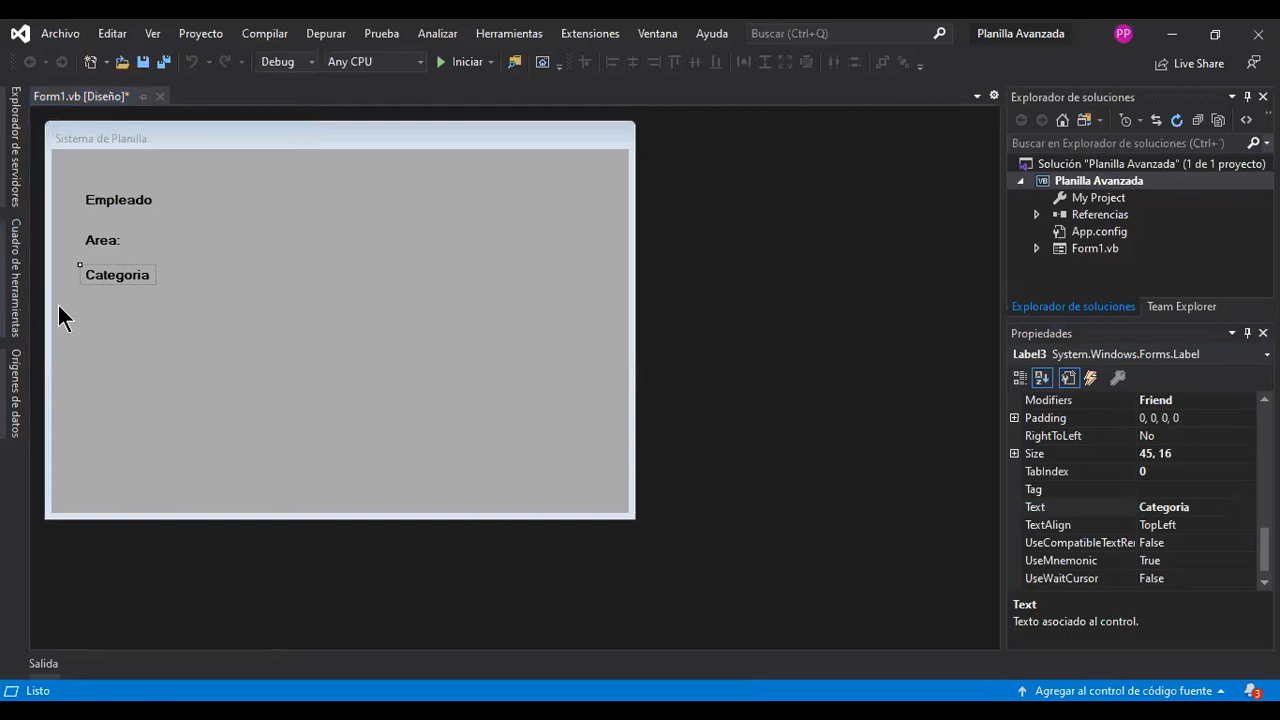 Archivo Editar Ver Proyecto Compilar Depurar Prueba Analizar Herramientas Extensiones Ventana Ayuda Buscar (Ctrl+Q) Planilla Avanzada PP
Debug Any CPU Iniciar Live Share
Form1.vb [Diseño]*
Explorador de servidores
Cuadro de herramientas
Orígenes de datos
Sistema de Planilla
Empleado
Area:
Categoria
Explorador de soluciones
Buscar en Explorador de soluciones (Ctrl+´)
Solución "Planilla Avanzada" (1 de 1 proyecto)
VB Planilla Avanzada
My Project
Referencias
App.config
Form1.vb
Explorador de soluciones Team Explorer
Propiedades
Label3 System.Windows.Forms.Label
Modifiers Friend
Padding 0, 0, 0, 0
RightToLeft No
Size 45, 16
TabIndex 0
Tag
Text Categoria
TextAlign TopLeft
UseCompatibleTextRe False
UseMnemonic True
UseWaitCursor False
Text
Texto asociado al control.
Salida
Listo Agregar al control de código fuente 3